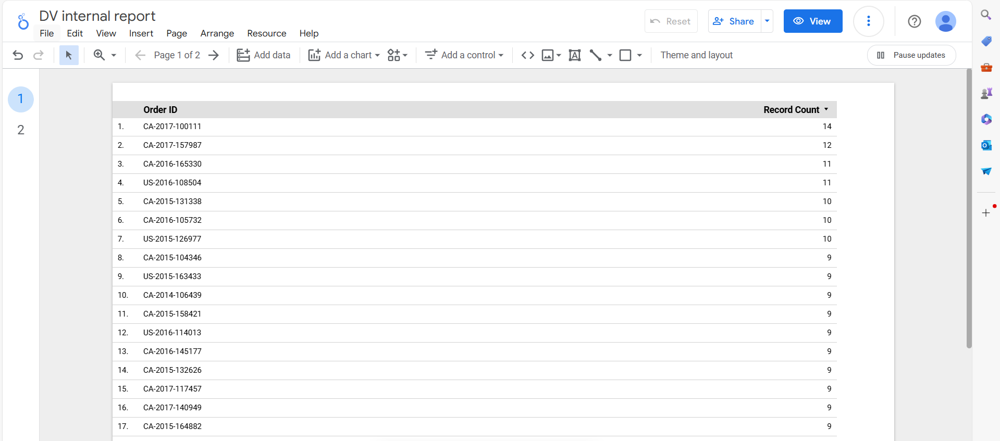 DV internal report
File Edit View Insert Page Arrange Resource Help
Reset Share View
Page 1 of 2 Add data Add a chart Add a control Theme and layout Pause updates
1
2
Order ID Record Count
1. CA-2017-100111 14
2. CA-2017-157987 12
3. CA-2016-165330 11
4. US-2016-108504 11
5. CA-2015-131338 10
6. CA-2016-105732 10
7. US-2015-126977 10
8. CA-2015-104346 9
9. US-2015-163433 9
10. CA-2014-106439 9
11. CA-2015-158421 9
12. US-2016-114013 9
13. CA-2016-145177 9
14. CA-2015-132626 9
15. CA-2017-117457 9
16. CA-2017-140949 9
17. CA-2015-164882 9